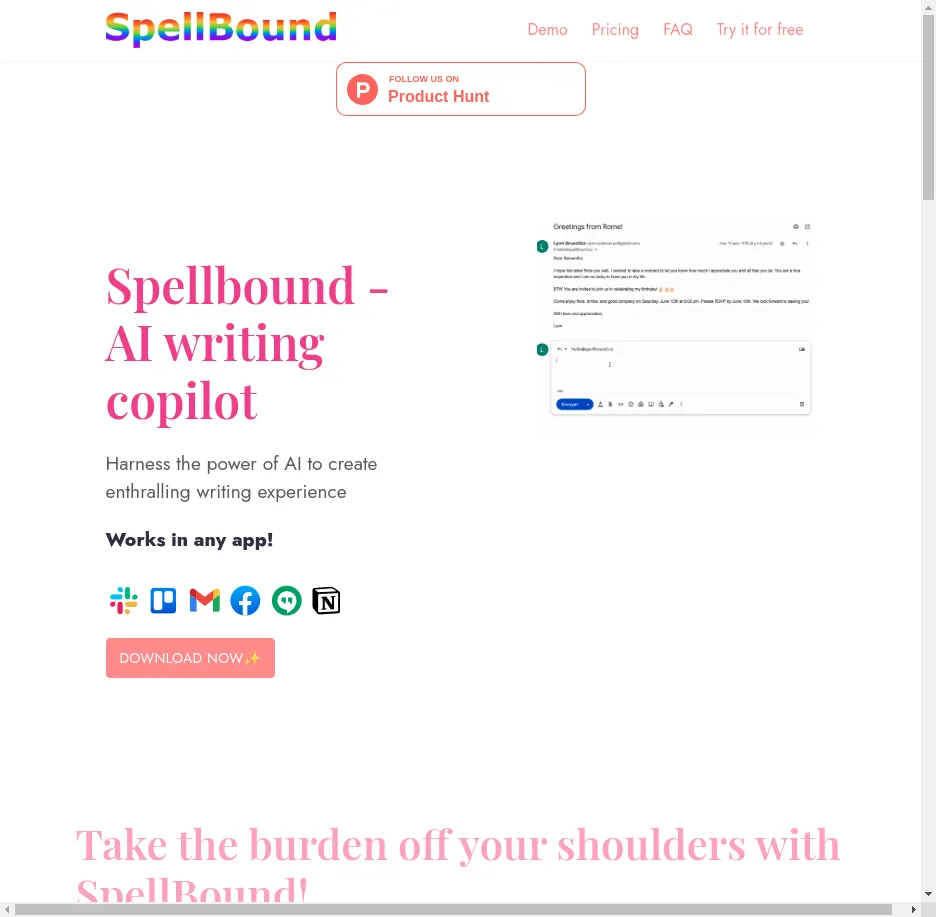 SpellBound
Demo Pricing FAQ Try it for free
FOLLOW US ON
Product Hunt
Greetings from Rome!
Dear Samantha,
I hope this letter finds you well. I wanted to take a moment to let you know how much I appreciate you and all that you do. You are a true
inspiration and I am so lucky to have you in my life.
BTW You are invited to join us in celebrating my birthday!
Come enjoy food, drinks, and good company on Saturday, June 10th at 6:00 pm. Please RSVP by June 10th. We look forward to seeing you!
With love and appreciation,
Lynn
hello@spellbound.cc
Envoyer
Spellbound –
AI writing
copilot
Harness the power of AI to create
enthralling writing experience
Works in any app!
DOWNLOAD NOW✨
Take the burden off your shoulders with
SpellBound!